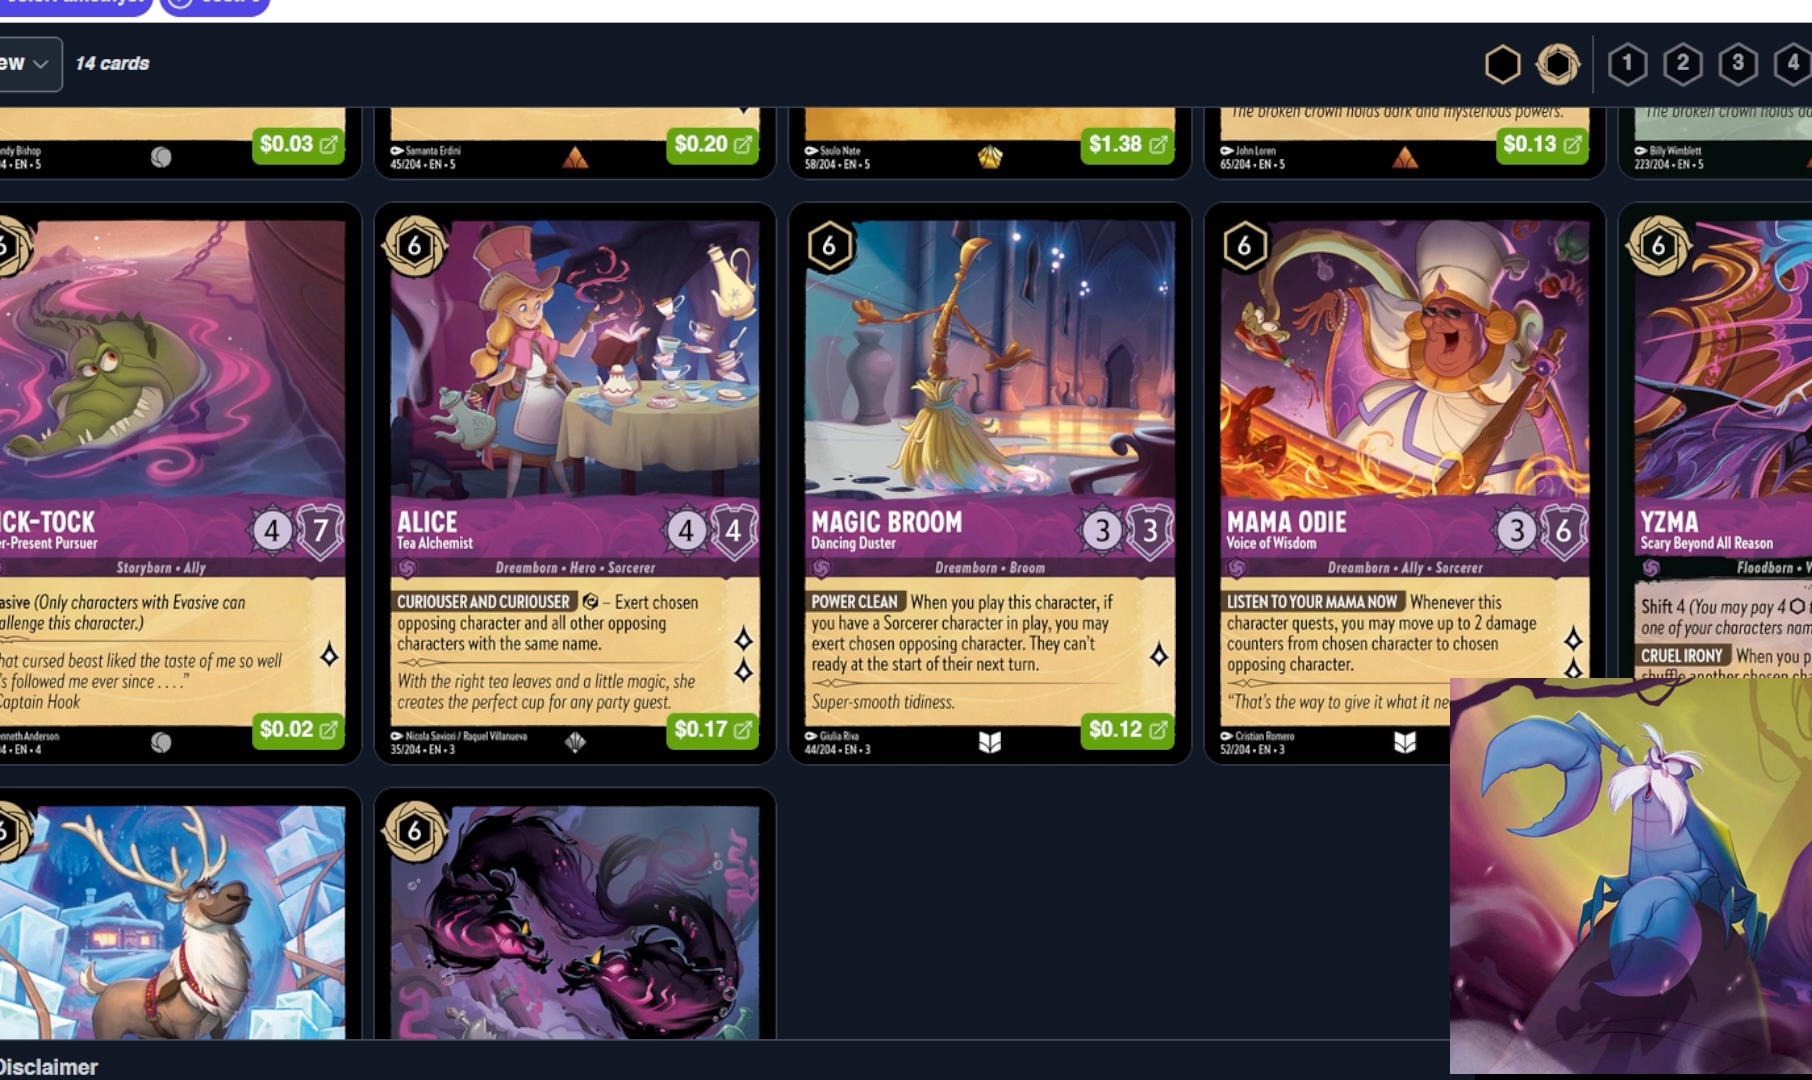 ew
14 cards
1
2
3
4
The broken crown holds dark and mysterious powers.
The broken crown holds
ndy Bishop
4 • EN • 5
$0.03
Samanta Erdini
45/204 • EN • 5
$0.20
Saulo Nate
58/204 • EN • 5
$1.38
John Loren
65/204 • EN • 5
$0.13
Billy Wimblett
223/204 • EN • 5
6
CK-TOCK
er-Present Pursuer
4
7
Storyborn • Ally
asive (Only characters with Evasive can
allenge this character.)
hat cursed beast liked the taste of me so well
's followed me ever since . . . ."
Captain Hook
nneth Anderson
4 • EN • 4
$0.02
6
ALICE
Tea Alchemist
4
4
Dreamborn • Hero • Sorcerer
CURIOUSER AND CURIOUSER – Exert chosen
opposing character and all other opposing
characters with the same name.
With the right tea leaves and a little magic, she
creates the perfect cup for any party guest.
Nicola Saviori / Raquel Villanueva
35/204 • EN • 3
$0.17
6
MAGIC BROOM
Dancing Duster
3
3
Dreamborn • Broom
POWER CLEAN When you play this character, if
you have a Sorcerer character in play, you may
exert chosen opposing character. They can't
ready at the start of their next turn.
Super-smooth tidiness.
Giulia Riva
44/204 • EN • 3
$0.12
6
MAMA ODIE
Voice of Wisdom
3
6
Dreamborn • Ally • Sorcerer
LISTEN TO YOUR MAMA NOW Whenever this
character quests, you may move up to 2 damage
counters from chosen character to chosen
opposing character.
"That's the way to give it what it ne
Cristian Romero
52/204 • EN • 3
6
YZMA
Scary Beyond All Reason
Floodborn •
Shift 4 (You may pay 4
one of your characters nam
CRUEL IRONY When you p
shuffle another chosen cha
6
6
Disclaimer